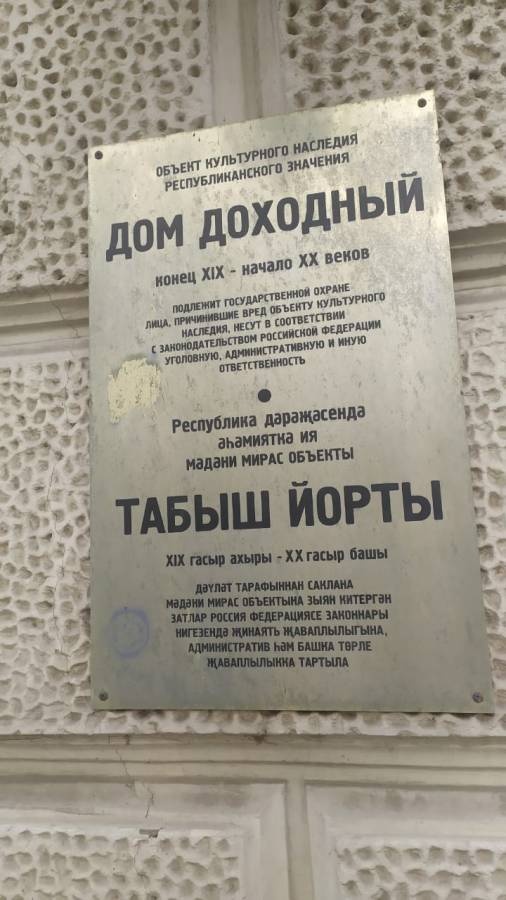 ОБЪЕКТ КУЛЬТУРНОГО НАСЛЕДИЯ
РЕСПУБЛИКАНСКОГО ЗНАЧЕНИЯ
ДОМ ДОХОДНЫЙ
конец XIX - начало XX веков
ПОДЛЕЖИТ ГОСУДАРСТВЕННОЙ ОХРАНЕ
ЛИЦА, ПРИЧИНИВШИЕ ВРЕД ОБЪЕКТУ КУЛЬТУРНОГО
НАСЛЕДИЯ, НЕСУТ В СООТВЕТСТВИИ
С ЗАКОНОДАТЕЛЬСТВОМ РОССИЙСКОЙ ФЕДЕРАЦИИ
УГОЛОВНУЮ, АДМИНИСТРАТИВНУЮ И ИНУЮ
ОТВЕТСТВЕННОСТЬ
Республика дәрәҗәсендә
әһәмияткә ия
мәдәни МИРАС ОБЪЕКТЫ
ТАБЫШ ЙОРТЫ
XIX гасыр ахыры - XX гасыр башы
ДӘҮЛӘТ ТАРАФЫННАН САКЛАНА
МӘДӘНИ МИРАС ОБЪЕКТЫНА ЗЫЯН КИТЕРГӘН
ЗАТЛАР РОССИЯ ФЕДЕРАЦИЯСЕ ЗАКОННАРЫ
НИГЕЗЕНДӘ ҖИНАЯТЬ ҖАВАПЛЫЛЫГЫНА,
АДМИНИСТРАТИВ ҺӘМ БАШКА ТӨРЛЕ
ҖАВАПЛЫЛЫККА ТАРТЫЛА